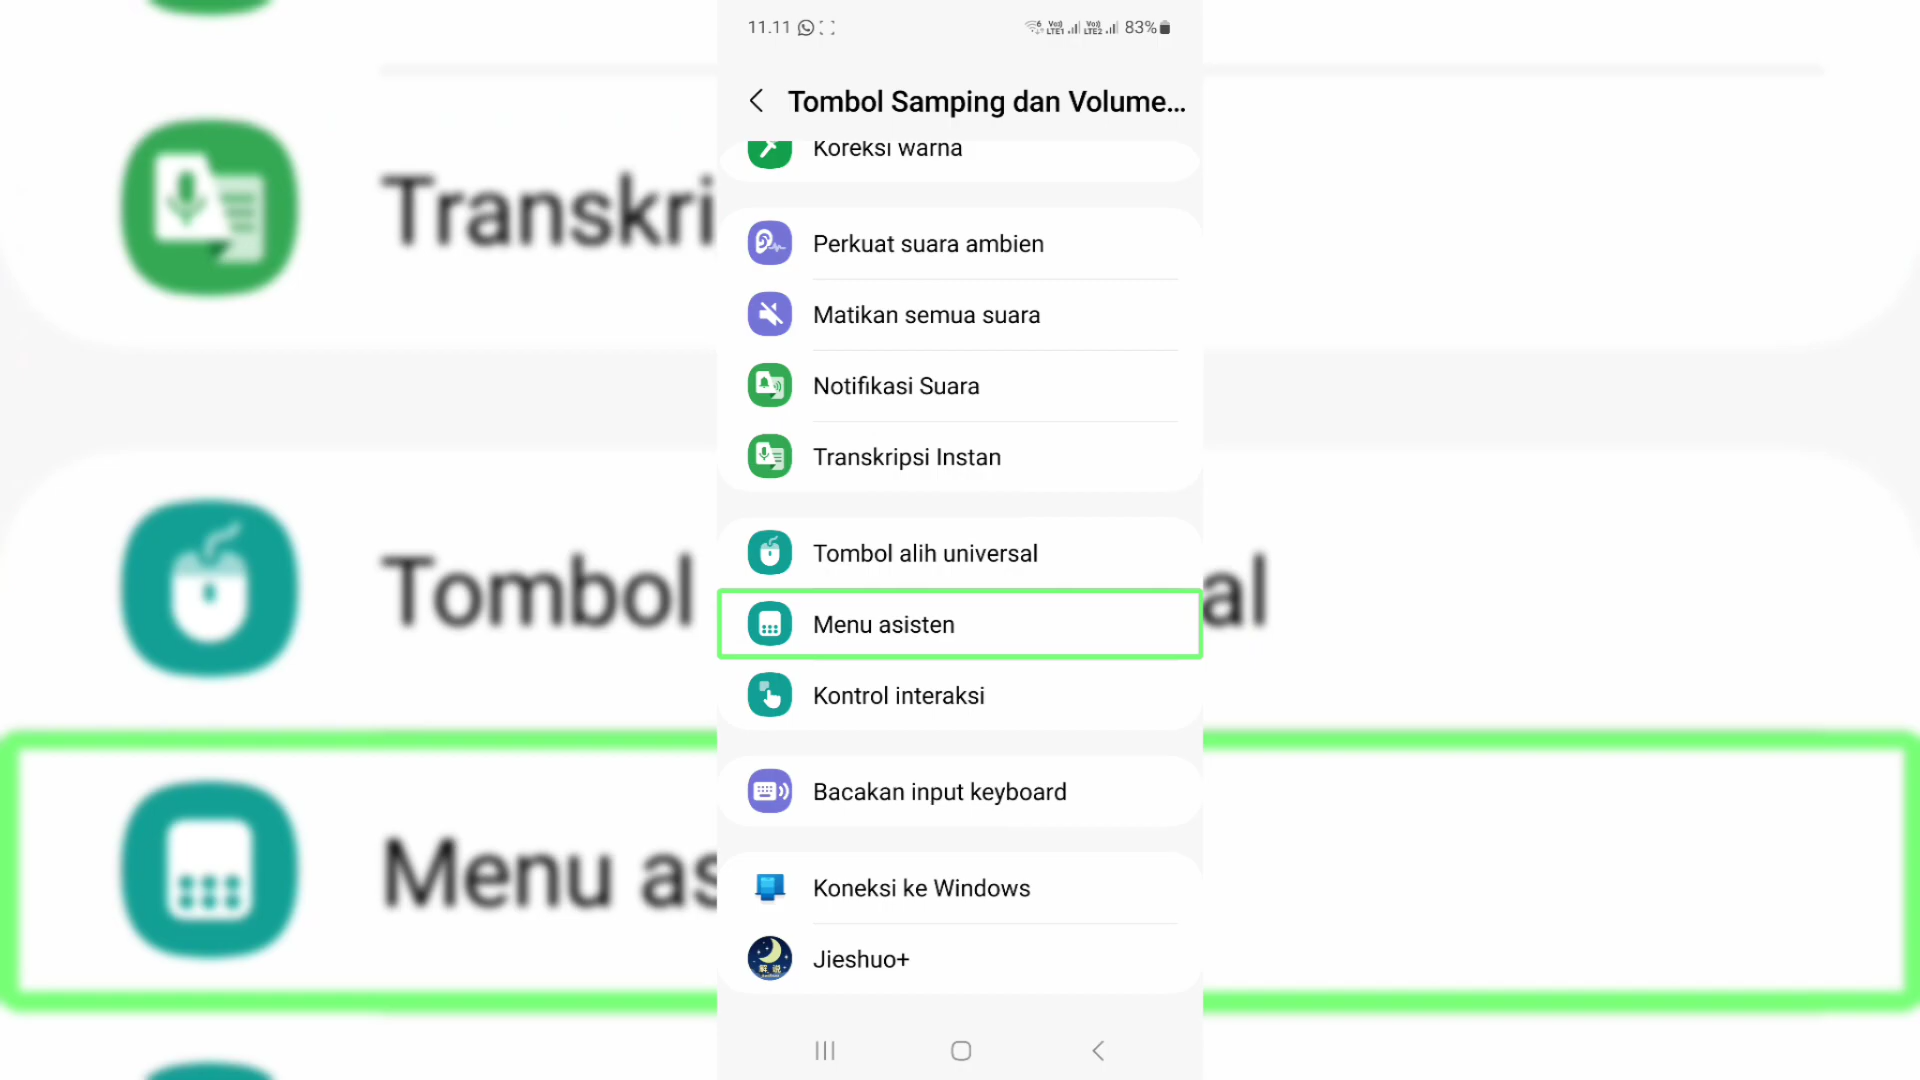 11.11
83%
Tombol Samping dan Volume...
Koreksi warna
Perkuat suara ambien
Matikan semua suara
Notifikasi Suara
Transkripsi Instan
Tombol alih universal
Menu asisten
Kontrol interaksi
Bacakan input keyboard
Koneksi ke Windows
Jieshuo+
Transkri
Tombol
al
Menu as